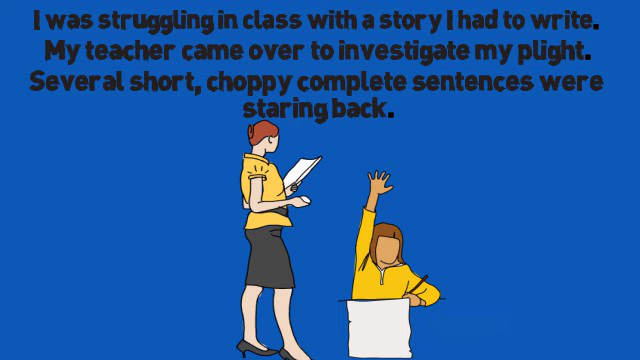 I was struggling in class with a story I had to write.
My teacher came over to investigate my plight.
Several short, choppy complete sentences were
staring back.